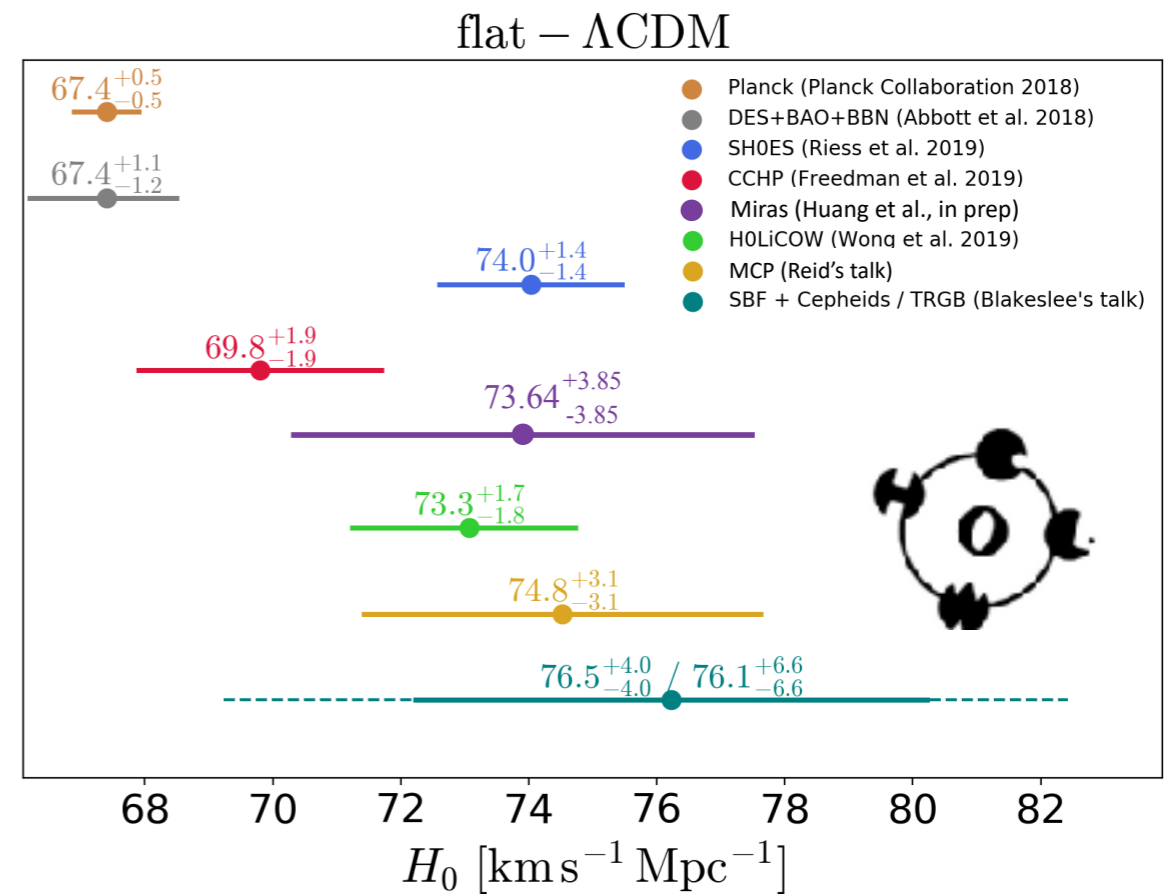 flat − ΛCDM
67.4 +0.5 −0.5
67.4 +1.1 −1.2
74.0 +1.4 −1.4
69.8 +1.9 −1.9
73.64 +3.85 -3.85
73.3 +1.7 −1.8
74.8 +3.1 −3.1
76.5 +4.0 −4.0 / 76.1 +6.6 −6.6
Planck (Planck Collaboration 2018)
DES+BAO+BBN (Abbott et al. 2018)
SH0ES (Riess et al. 2019)
CCHP (Freedman et al. 2019)
Miras (Huang et al., in prep)
H0LiCOW (Wong et al. 2019)
MCP (Reid’s talk)
SBF + Cepheids / TRGB (Blakeslee's talk)
68 70 72 74 76 78 80 82
H₀ [km s⁻¹ Mpc⁻¹]